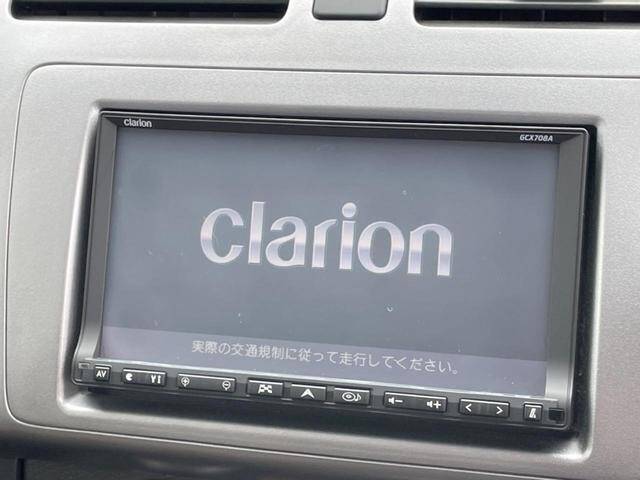 clarion
GCX708A
clarion
実際の交通規制に従って走行してください。
AV